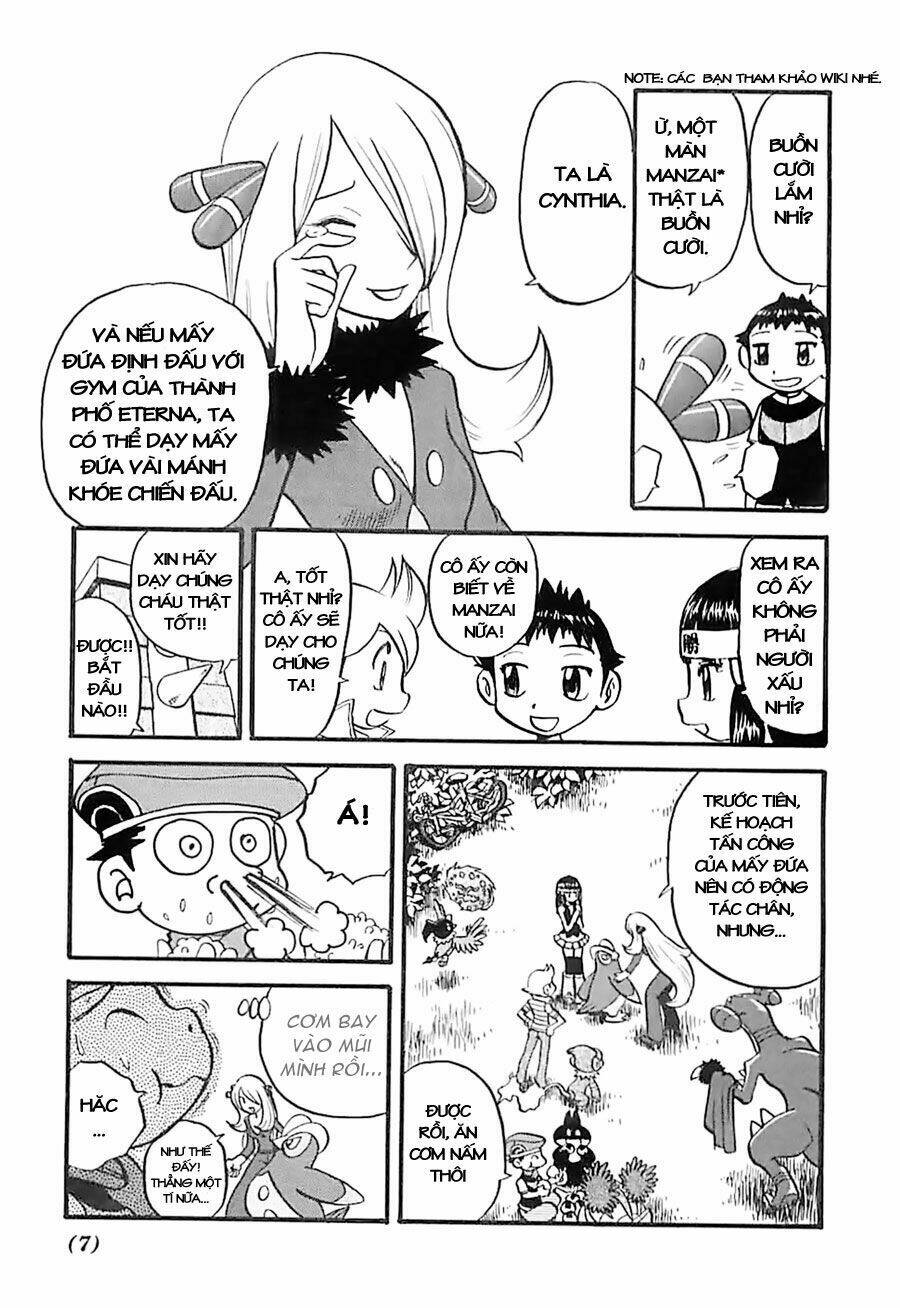 NOTE: CÁC BẠN THAM KHẢO WIKI NHÉ.
BUỒN
CƯỜI
LẮM
NHỈ?
Ừ, MỘT
MÀN
MANZAI*
THẬT LÀ
BUỒN
CƯỜI.
TA LÀ
CYNTHIA.
VÀ NẾU MẤY
ĐỨA ĐỊNH ĐẤU VỚI
GYM CỦA THÀNH
PHỐ ETERNA, TA
CÓ THỂ DẠY MẤY
ĐỨA VÀI MÁNH
KHÓE CHIẾN ĐẤU.
XEM RA
CÔ ẤY
KHÔNG
PHẢI
NGƯỜI
XẤU
NHỈ?
CÔ ẤY CÒN
BIẾT VỀ
MANZAI
NỮA!
A, TỐT
THẬT NHỈ?
CÔ ẤY SẼ
DẠY CHO
CHÚNG
TA!
XIN HÃY
DẠY CHÚNG
CHÁU THẬT
TỐT!!
ĐƯỢC!!
BẮT
ĐẦU
NÀO!!
TRƯỚC TIÊN,
KẾ HOẠCH
TẤN CÔNG
CỦA MẤY ĐỨA
NÊN CÓ ĐỘNG
TÁC CHÂN,
NHƯNG...
ĐƯỢC
RỒI, ĂN
CƠM NẮM
THÔI
Á!
CƠM BAY
VÀO MŨI
MÌNH RỒI...
NHƯ THẾ
ĐẤY!
THẲNG MỘT
TÍ NỮA...
HĂC
...
(7)